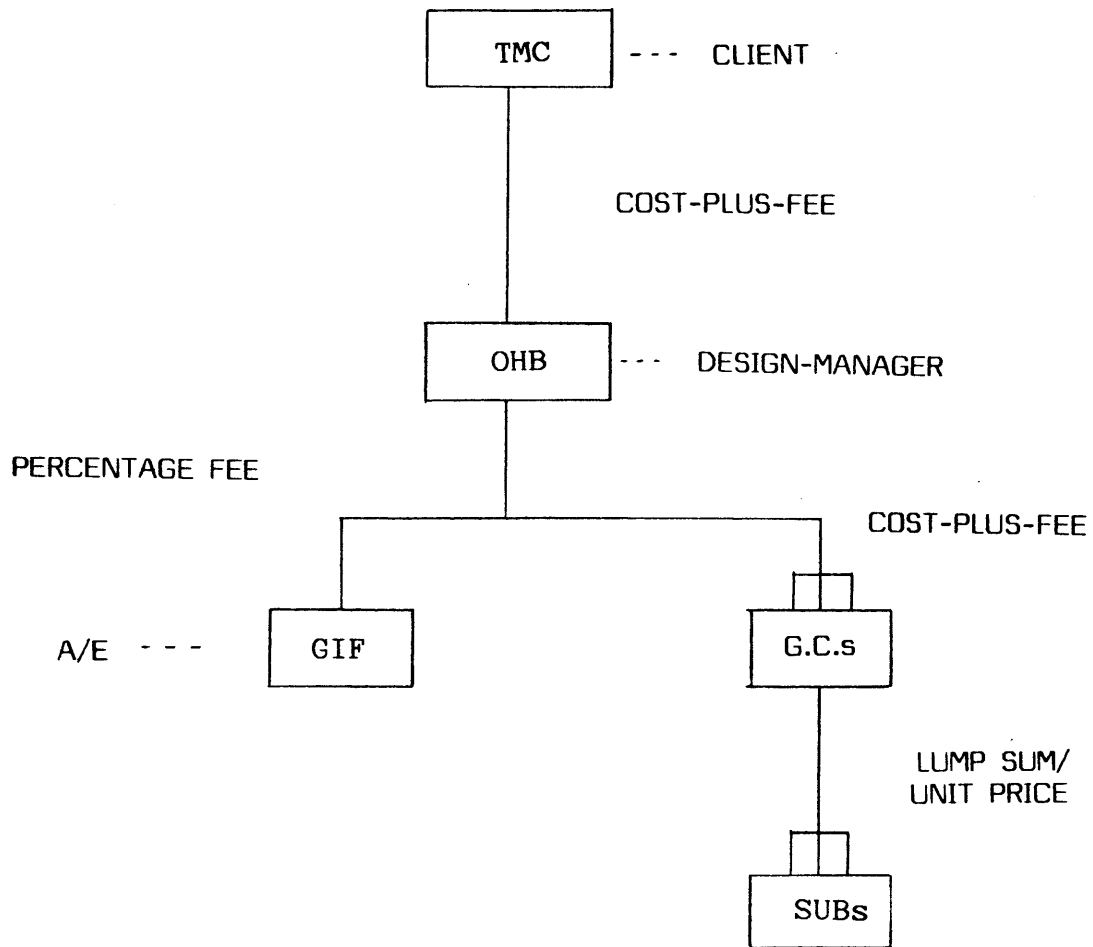 TMC --- CLIENT
COST-PLUS-FEE
OHB --- DESIGN-MANAGER
PERCENTAGE FEE
COST-PLUS-FEE
A/E --- GIF
G.C.s
LUMP SUM/
UNIT PRICE
SUBs